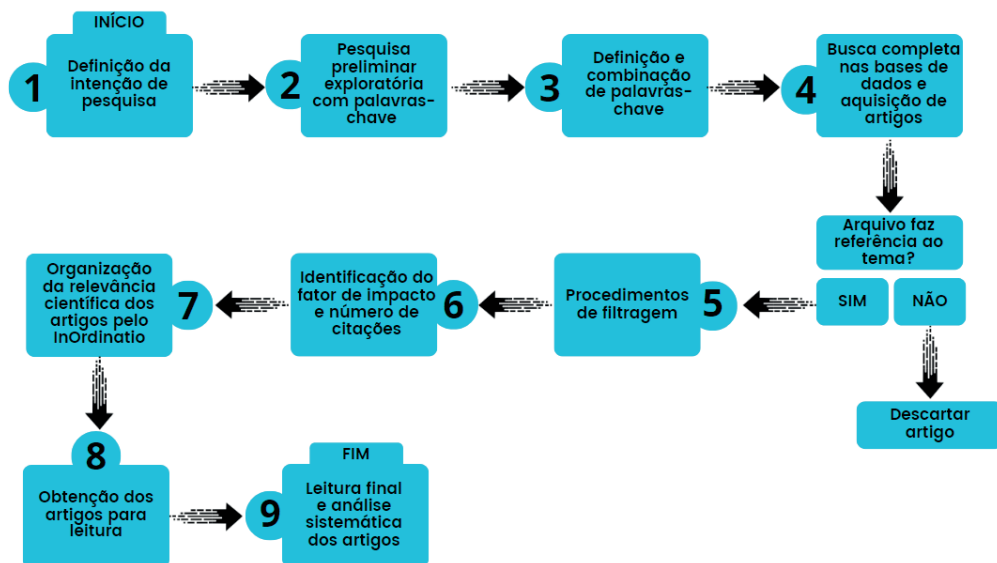 INÍCIO
1
Definição da
intenção de
pesquisa
2
Pesquisa
preliminar
exploratória
com palavras-
chave
3
Definição e
combinação
de palavras-
chave
4
Busca completa
nas bases de
dados e
aquisição de
artigos
Arquivo faz
referência ao
tema?
SIM
NÃO
Descartar
artigo
5
Procedimentos
de filtragem
6
Identificação do
fator de impacto
e número de
citações
7
Organização
da relevância
científica dos
artigos pelo
InOrdinatio
8
Obtenção dos
artigos para
leitura
9
FIM
Leitura final
e análise
sistemática
dos artigos